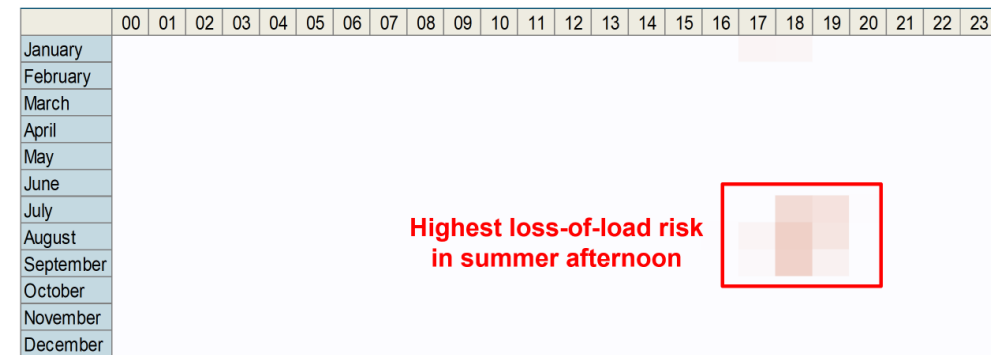 00 01 02 03 04 05 06 07 08 09 10 11 12 13 14 15 16 17 18 19 20 21 22 23
January
February
March
April
May
June
July
August
September
October
November
December
Highest loss-of-load risk
in summer afternoon